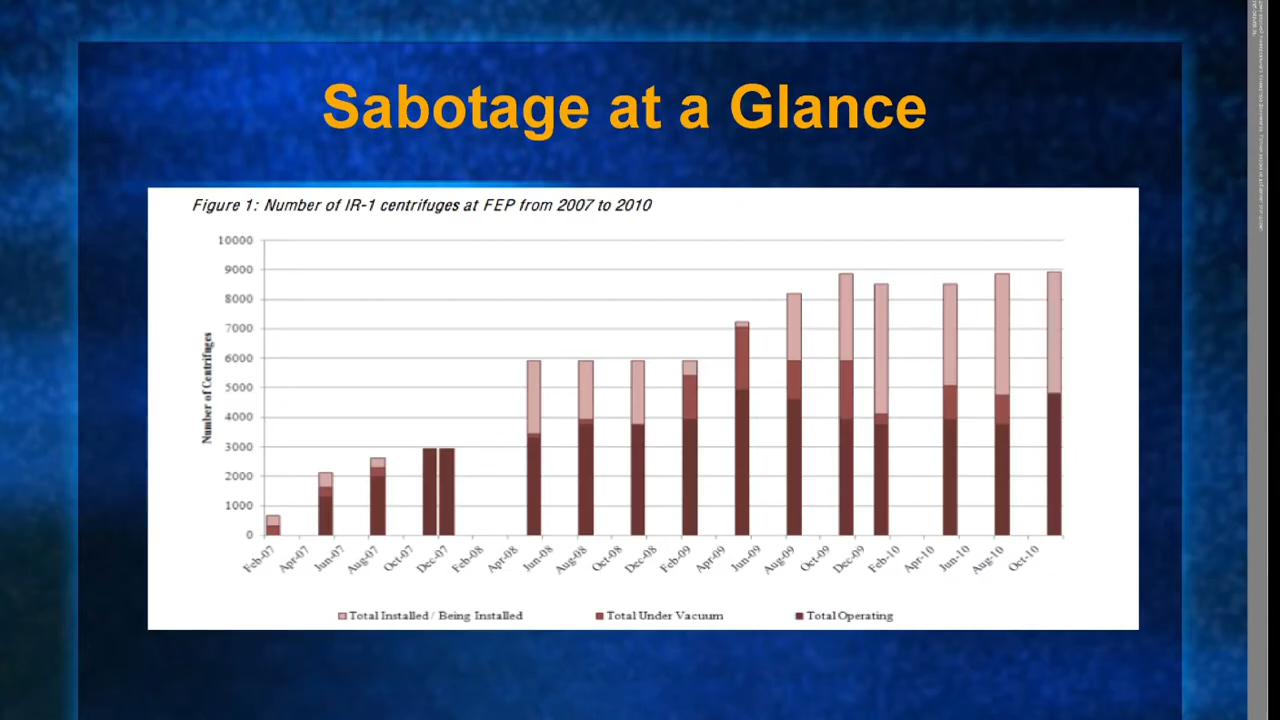 Sabotage at a Glance
Figure 1: Number of IR-1 centrifuges at FEP from 2007 to 2010
Number of Centrifuges
10000
9000
8000
7000
6000
5000
4000
3000
2000
1000
0
Feb-07 Apr-07 Jun-07 Aug-07 Oct-07 Dec-07 Feb-08 Apr-08 Jun-08 Aug-08 Oct-08 Dec-08 Feb-09 Apr-09 Jun-09 Aug-09 Oct-09 Dec-09 Feb-10 Apr-10 Jun-10 Aug-10 Oct-10
Total Installed / Being Installed Total Under Vacuum Total Operating